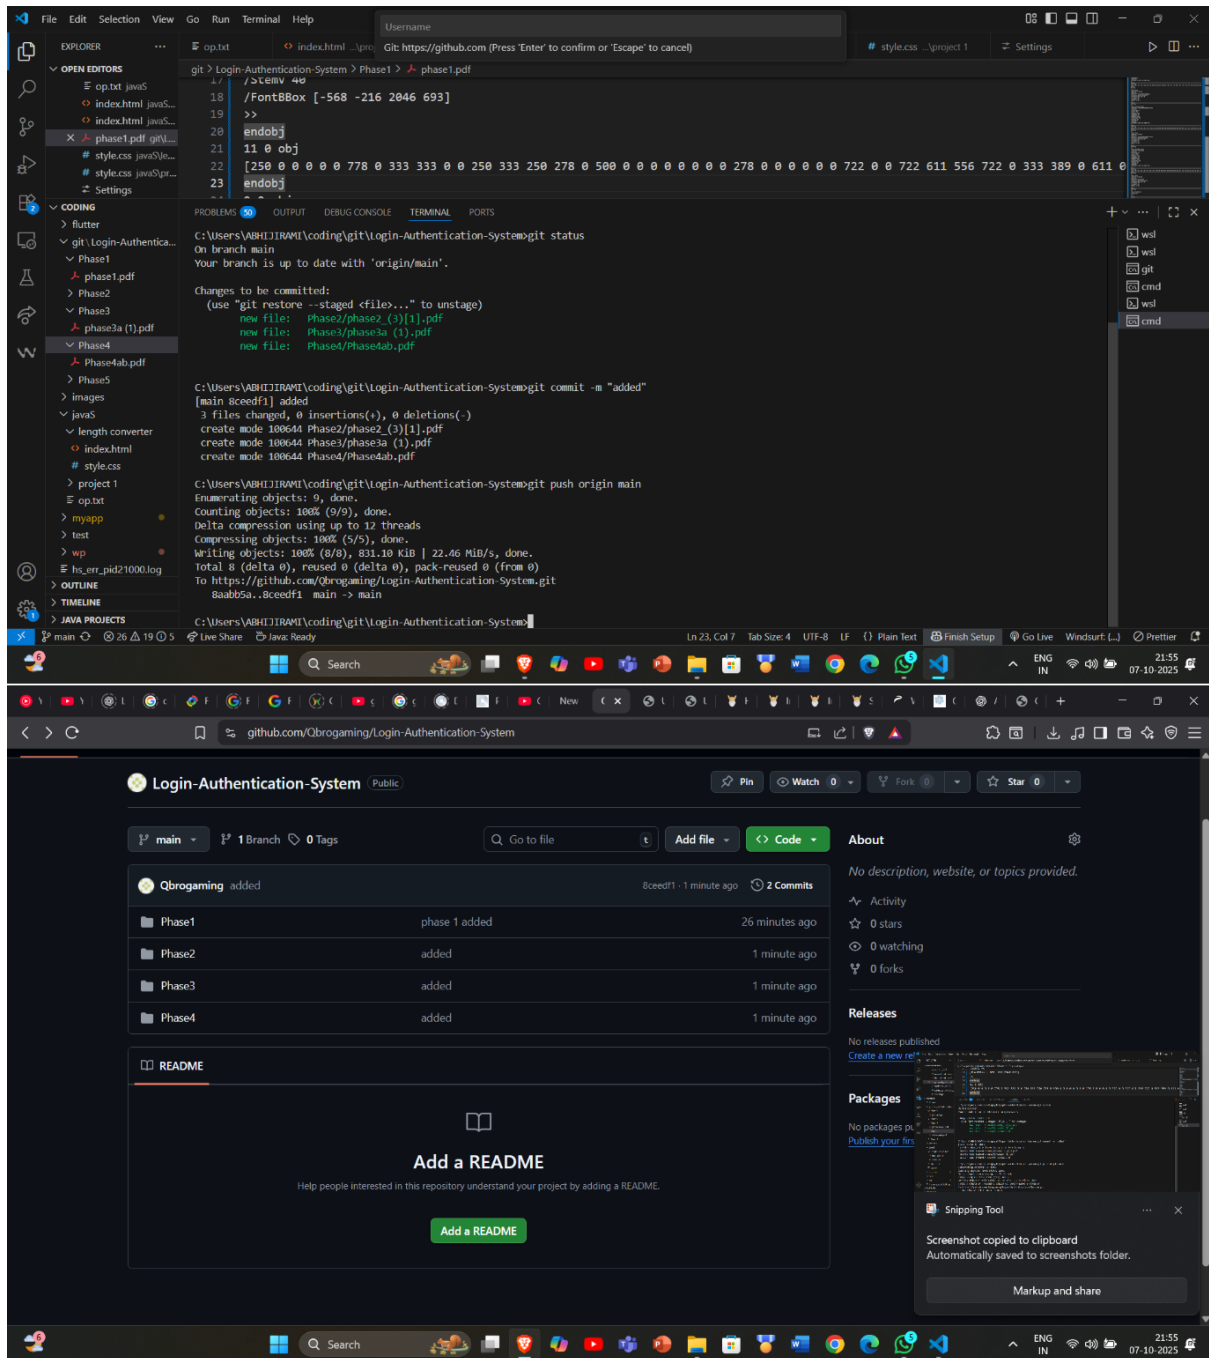 File Edit Selection View Go Run Terminal Help
Username
Git: https://github.com (Press 'Enter' to confirm or 'Escape' to cancel)
EXPLORER
op.txt
index.html
style.css ...\project 1
Settings
OPEN EDITORS
git > Login-Authentication-System > Phase1 > phase1.pdf
op.txt javaS
index.html javaS...
index.html javaS...
phase1.pdf git\L...
style.css javaS\le...
style.css javaS\pr...
Settings
17 /StemV 40
18 /FontBBox [-568 -216 2046 693]
19 >>
20 endobj
21 11 0 obj
22 [250 0 0 0 0 0 778 0 333 333 0 0 250 333 250 278 0 500 0 0 0 0 0 0 0 0 0 278 0 0 0 0 0 0 722 0 0 722 611 556 722 0 333 389 0 611 0
23 endobj
CODING
flutter
git \ Login-Authentica...
Phase1
phase1.pdf
Phase2
Phase3
phase3a (1).pdf
Phase4
Phase4ab.pdf
Phase5
images
javaS
length converter
index.html
style.css
project 1
op.txt
myapp
test
wp
hs_err_pid21000.log
OUTLINE
TIMELINE
JAVA PROJECTS
PROBLEMS 50 OUTPUT DEBUG CONSOLE TERMINAL PORTS
wsl
wsl
git
cmd
wsl
cmd
C:\Users\ABHIJIRAMI\coding\git\Login-Authentication-System>git status
On branch main
Your branch is up to date with 'origin/main'.
Changes to be committed:
(use "git restore --staged <file>..." to unstage)
new file: Phase2/phase2_(3)[1].pdf
new file: Phase3/phase3a (1).pdf
new file: Phase4/Phase4ab.pdf
C:\Users\ABHIJIRAMI\coding\git\Login-Authentication-System>git commit -m "added"
[main 8ceedf1] added
3 files changed, 0 insertions(+), 0 deletions(-)
create mode 100644 Phase2/phase2_(3)[1].pdf
create mode 100644 Phase3/phase3a (1).pdf
create mode 100644 Phase4/Phase4ab.pdf
C:\Users\ABHIJIRAMI\coding\git\Login-Authentication-System>git push origin main
Enumerating objects: 9, done.
Counting objects: 100% (9/9), done.
Delta compression using up to 12 threads
Compressing objects: 100% (5/5), done.
Writing objects: 100% (8/8), 831.10 KiB | 22.46 MiB/s, done.
Total 8 (delta 0), reused 0 (delta 0), pack-reused 0 (from 0)
To https://github.com/Qbrogaming/Login-Authentication-System.git
8aabb5a..8ceedf1 main -> main
C:\Users\ABHIJIRAMI\coding\git\Login-Authentication-System>
main 26 19 5 Live Share Java: Ready Ln 23, Col 7 Tab Size: 4 UTF-8 LF {} Plain Text Finish Setup Go Live Windsurf: (...) Prettier
Search
ENG
IN
21:55
07-10-2025
New
github.com/Qbrogaming/Login-Authentication-System
Login-Authentication-System Public
Pin Watch 0 Fork 0 Star 0
main 1 Branch 0 Tags
Go to file t Add file <> Code
About
No description, website, or topics provided.
Qbrogaming added 8ceedf1 · 1 minute ago 2 Commits
Phase1 phase 1 added 26 minutes ago
Phase2 added 1 minute ago
Phase3 added 1 minute ago
Phase4 added 1 minute ago
Activity
0 stars
0 watching
0 forks
Releases
No releases published
Create a new rel
Packages
No packages pu
Publish your firs
README
Add a README
Help people interested in this repository understand your project by adding a README.
Add a README
Snipping Tool
Screenshot copied to clipboard
Automatically saved to screenshots folder.
Markup and share
Search
ENG
IN
21:55
07-10-2025